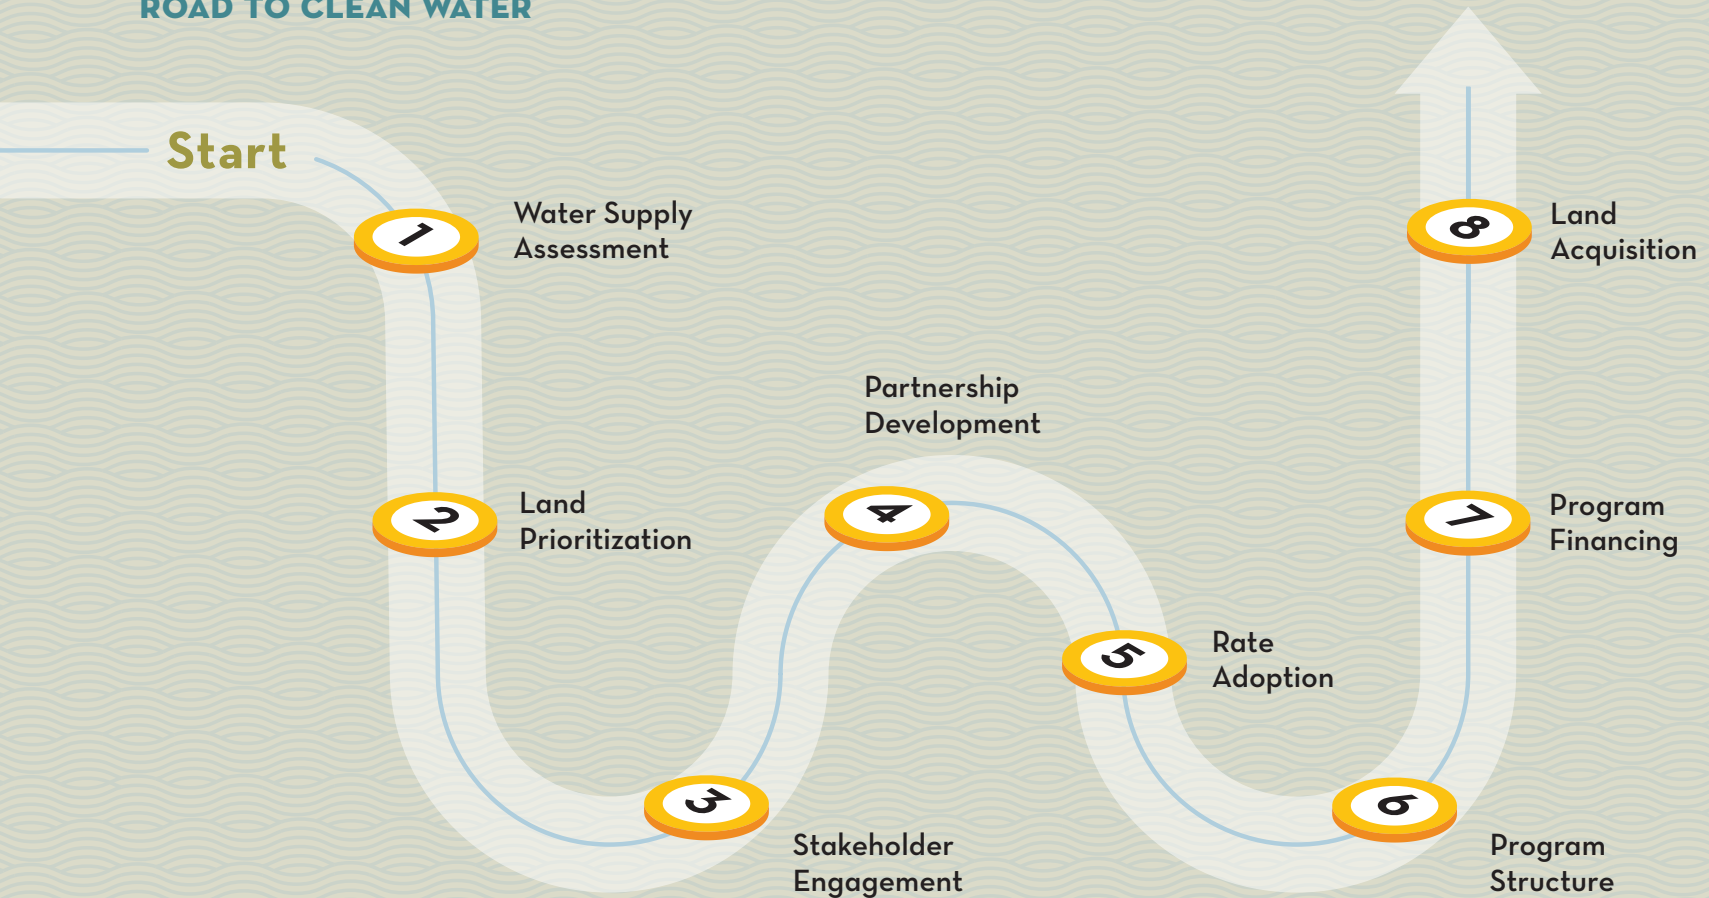 ROAD TO CLEAN WATER
Start
1
Water Supply
Assessment
2
Land
Prioritization
3
Stakeholder
Engagement
4
Partnership
Development
5
Rate
Adoption
6
Program
Structure
7
Program
Financing
8
Land
Acquisition